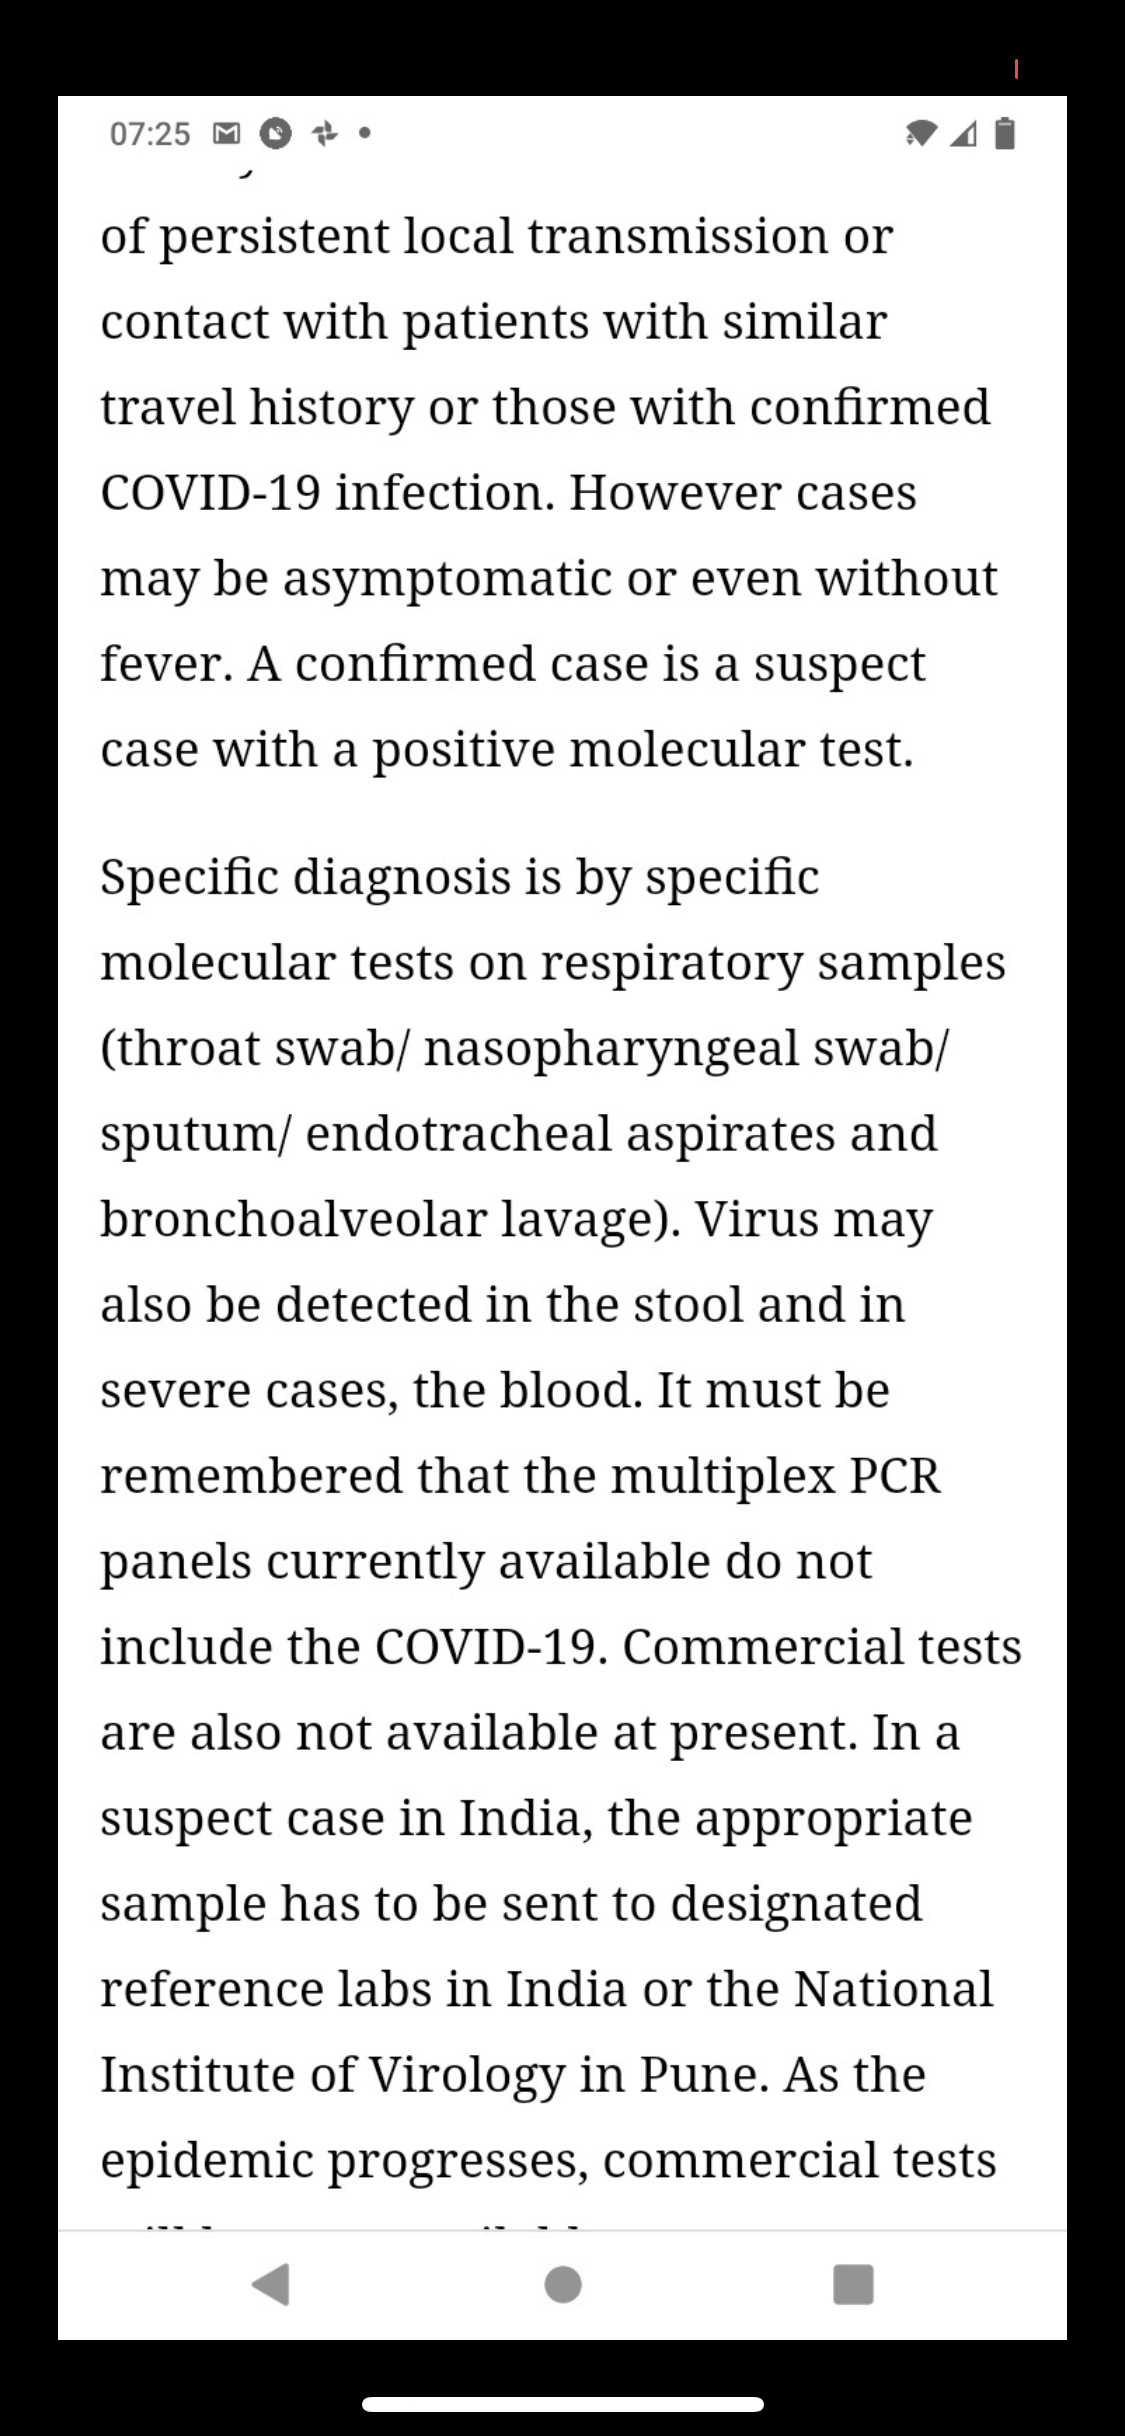 07:25
of persistent local transmission or
contact with patients with similar
travel history or those with confirmed
COVID-19 infection. However cases
may be asymptomatic or even without
fever. A confirmed case is a suspect
case with a positive molecular test.
Specific diagnosis is by specific
molecular tests on respiratory samples
(throat swab/ nasopharyngeal swab/
sputum/ endotracheal aspirates and
bronchoalveolar lavage). Virus may
also be detected in the stool and in
severe cases, the blood. It must be
remembered that the multiplex PCR
panels currently available do not
include the COVID-19. Commercial tests
are also not available at present. In a
suspect case in India, the appropriate
sample has to be sent to designated
reference labs in India or the National
Institute of Virology in Pune. As the
epidemic progresses, commercial tests